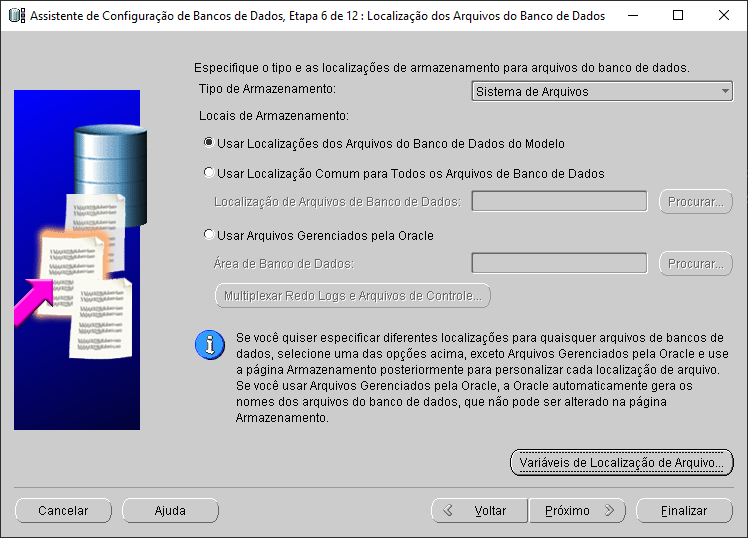 Assistente de Configuração de Bancos de Dados, Etapa 6 de 12 : Localização dos Arquivos do Banco de Dados
Especifique o tipo e as localizações de armazenamento para arquivos do banco de dados.
Tipo de Armazenamento: Sistema de Arquivos
Locais de Armazenamento:
Usar Localizações dos Arquivos do Banco de Dados do Modelo
Usar Localização Comum para Todos os Arquivos de Banco de Dados
Localização de Arquivos de Banco de Dados: Procurar...
Usar Arquivos Gerenciados pela Oracle
Área de Banco de Dados: Procurar...
Multiplexar Redo Logs e Arquivos de Controle...
Se você quiser especificar diferentes localizações para quaisquer arquivos de bancos de
dados, selecione uma das opções acima, exceto Arquivos Gerenciados pela Oracle e use
a página Armazenamento posteriormente para personalizar cada localização de arquivo.
Se você usar Arquivos Gerenciados pela Oracle, a Oracle automaticamente gera os
nomes dos arquivos do banco de dados, que não pode ser alterado na página
Armazenamento.
Variáveis de Localização de Arquivo...
Cancelar Ajuda Voltar Próximo Finalizar